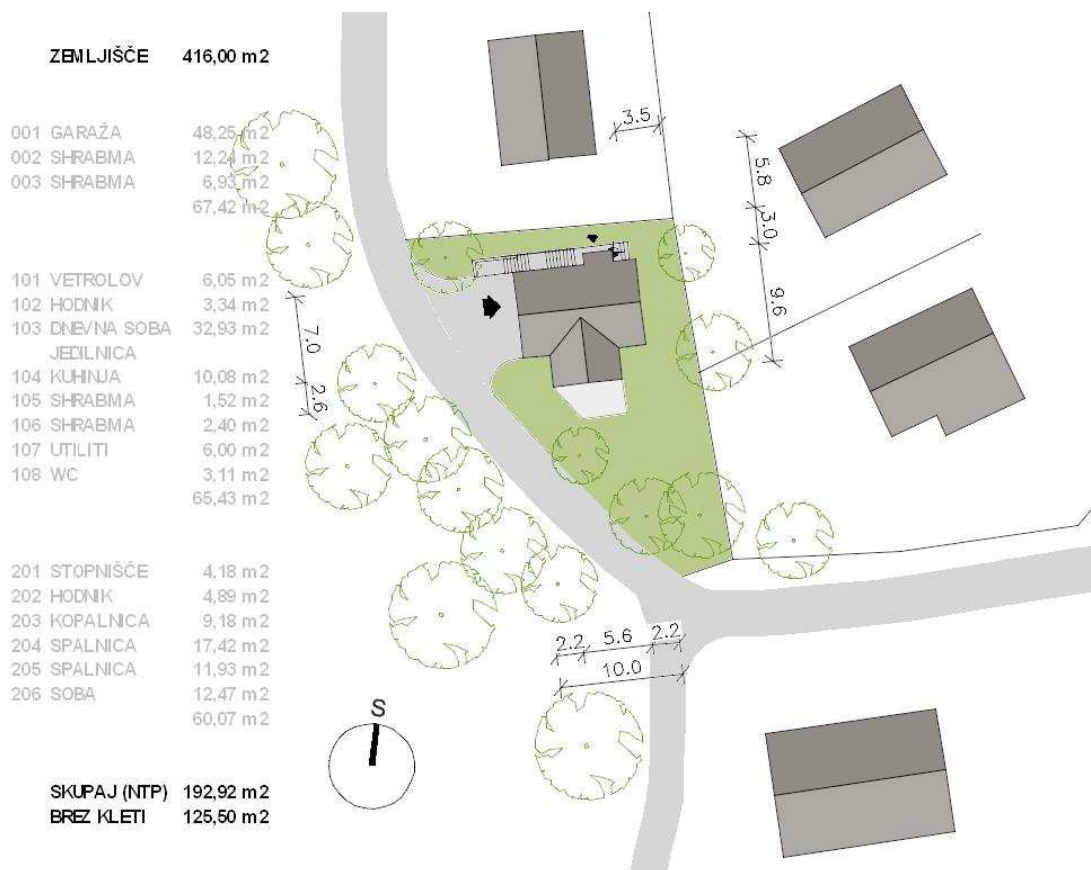 ZEMLJIŠČE 416,00 m2
001 GARAŽA 48,25 m2
002 SHRABMA 12,24 m2
003 SHRABMA 6,93 m2
67,42 m2
101 VETROLOV 6,05 m2
102 HODNIK 3,34 m2
103 DNEVNA SOBA 32,93 m2
JEDILNICA
104 KUHINJA 10,08 m2
105 SHRABMA 1,52 m2
106 SHRABMA 2,40 m2
107 UTILITI 6,00 m2
108 WC 3,11 m2
65,43 m2
201 STOPNIŠČE 4,18 m2
202 HODNIK 4,89 m2
203 KOPALNICA 9,18 m2
204 SPALNICA 17,42 m2
205 SPALNICA 11,93 m2
206 SOBA 12,47 m2
60,07 m2
SKUPAJ (NTP) 192,92 m2
BREZ KLETI 125,50 m2
3.5
5.8
3.0
9.6
7.0
2.6
2.2 5.6 2.2
10.0
S